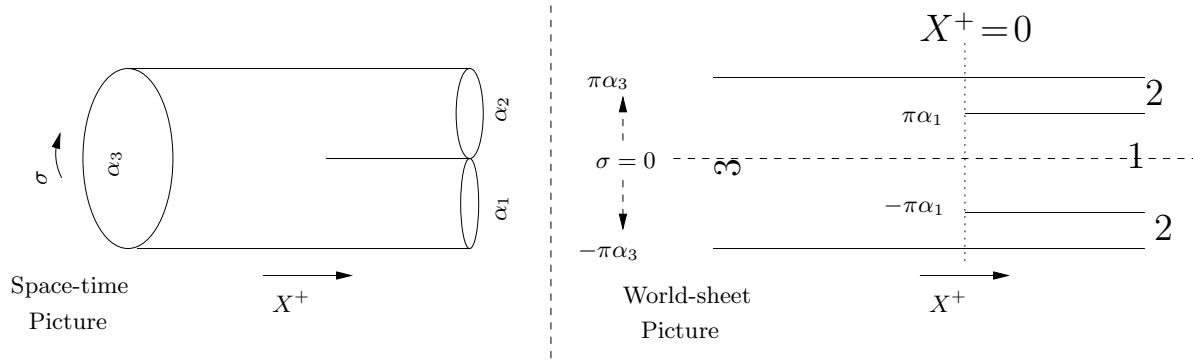 σ
α₃
α₂
α₁
X⁺
Space-time
Picture
X⁺=0
πα₃
σ = 0
−πα₃
3
πα₁
−πα₁
2
1
2
X⁺
World-sheet
Picture